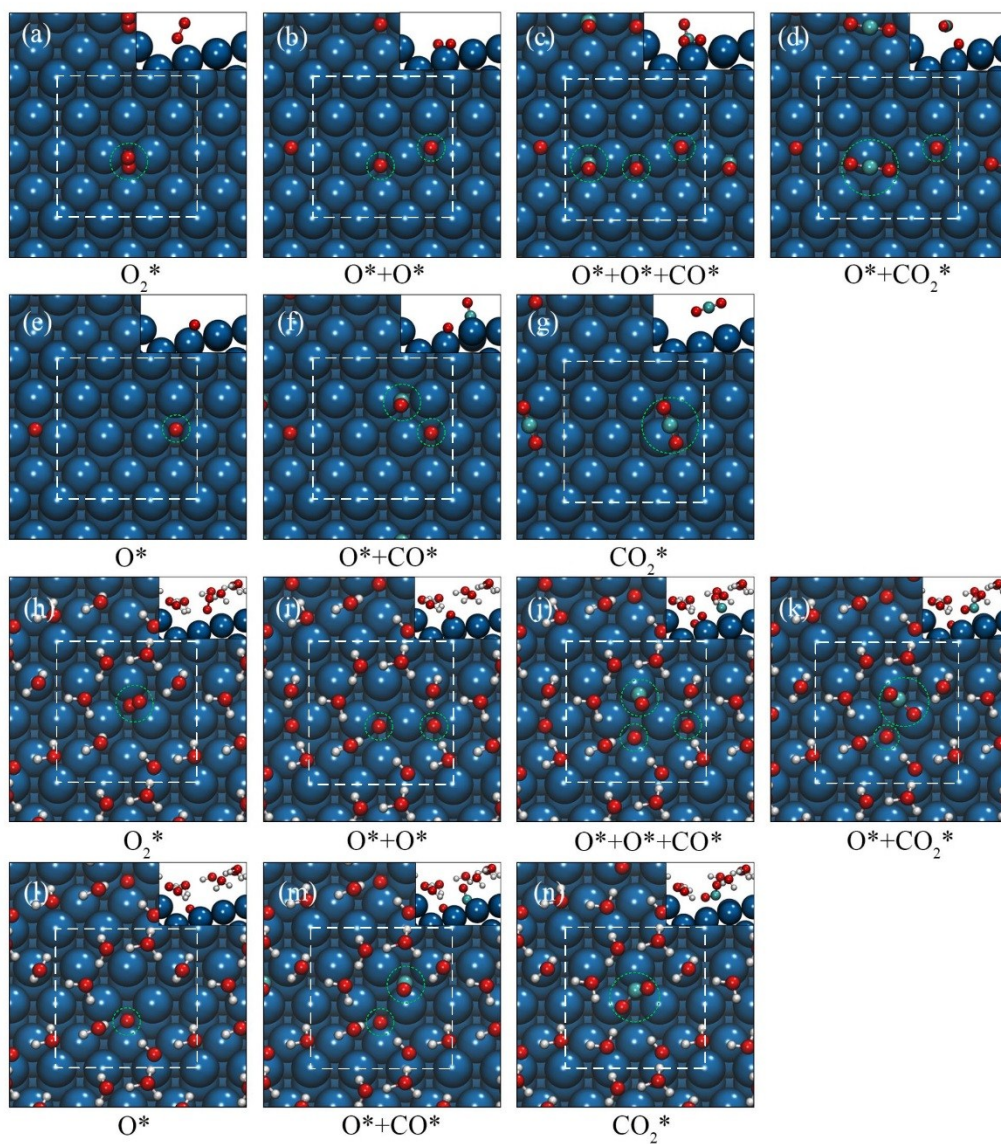 (a) (b) (c) (d)
O₂* O*+O* O*+O*+CO* O*+CO₂*
(e) (f) (g)
O* O*+CO* CO₂*
(h) (i) (j) (k)
O₂* O*+O* O*+O*+CO* O*+CO₂*
(l) (m) (n)
O* O*+CO* CO₂*